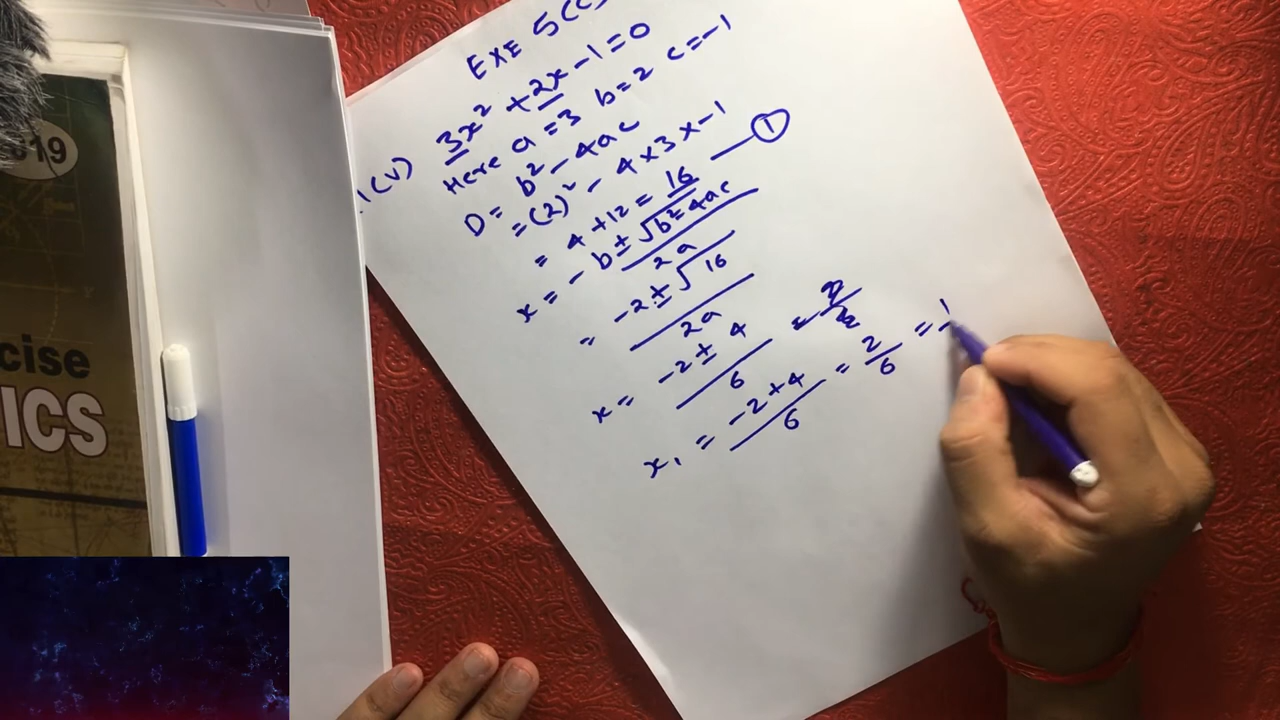 EXE 5(C)
1(v) 3x² + 2x - 1 = 0
Here a = 3 b = 2 c = -1
D = b² - 4ac
= (2)² - 4 × 3 × -1
= 4 + 12 = 16 — ①
x = -b ± √b² - 4ac / 2a
= -2 ± √16 / 2a
x = -2 ± 4 / 6 =
x₁ = -2 + 4 / 6 = 2 / 6 = 1
19
cise
ICS